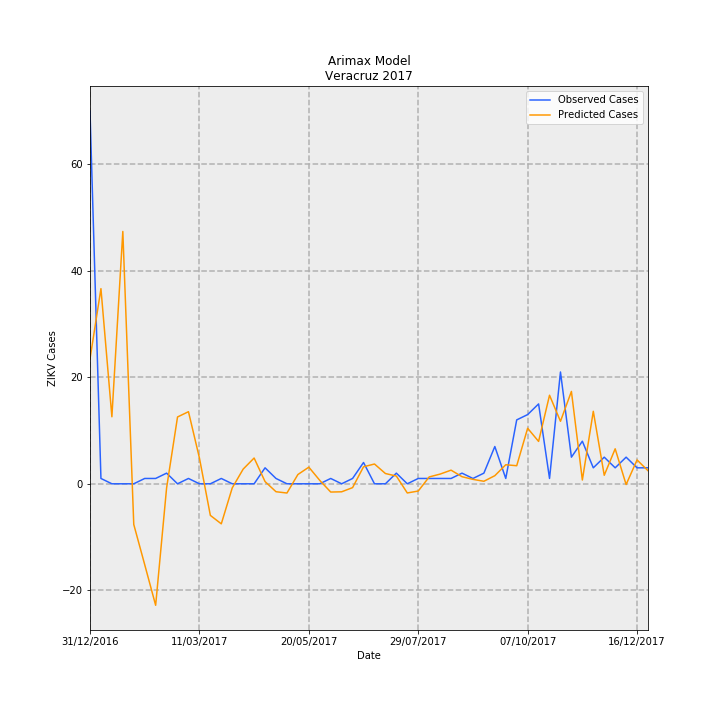 Arimax Model
Veracruz 2017
Observed Cases
Predicted Cases
ZIKV Cases
60
40
20
0
−20
31/12/2016 11/03/2017 20/05/2017 29/07/2017 07/10/2017 16/12/2017
Date